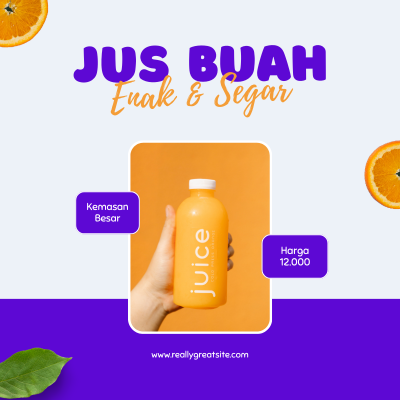 JUS BUAH
Enak & Segar
Kemasan
Besar
juice
Harga
12.000
www.reallygreatsite.com